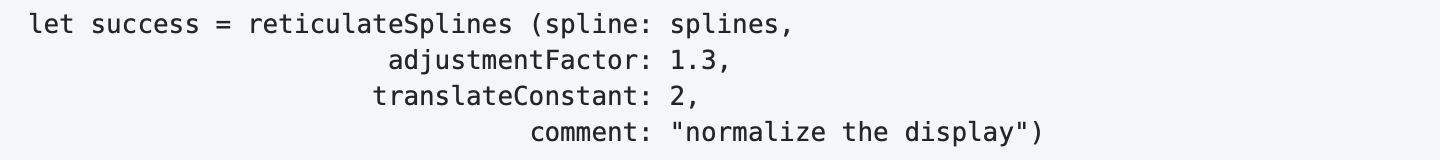 let success = reticulateSplines (spline: splines,
                       adjustmentFactor: 1.3,
                      translateConstant: 2,
                                comment: "normalize the display")